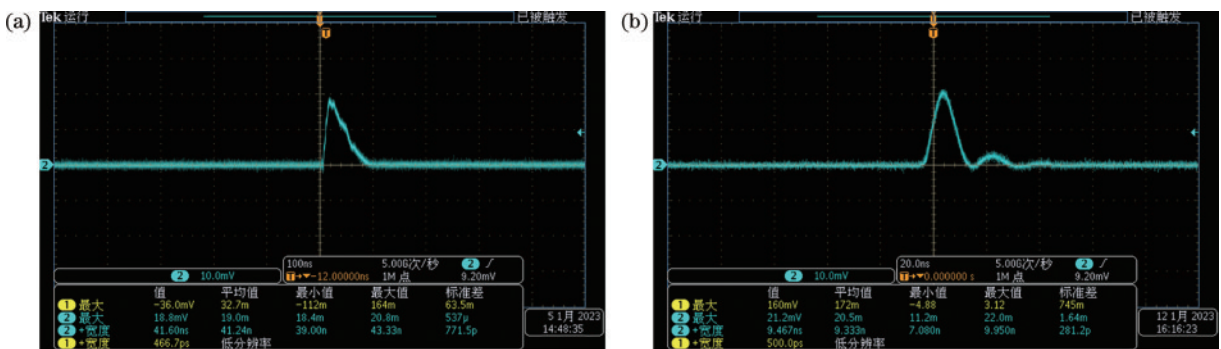 (a)
Tek 运行
已被触发
T
T
2
2 10.0mV
100ns 5.00G次/秒 2
T→▼-12.00000ns 1M 点 9.20mV
值 平均值 最小值 最大值 标准差
1 最大 -36.0mV 32.7m -112m 164m 63.5m
2 最大 18.8mV 19.0m 18.4m 20.8m 537μ
2 +宽度 41.60ns 41.24n 39.00n 43.33n 771.5p
1 +宽度 466.7ps 低分辨率
5 1月 2023
14:48:35
(b)
Tek 运行
已被触发
T
2
2 10.0mV
20.0ns 5.00G次/秒 2
T→▼0.000000 s 1M 点 9.20mV
值 平均值 最小值 最大值 标准差
1 最大 160mV 172m -4.88 3.12 745m
2 最大 21.2mV 20.5m 11.2m 22.0m 1.64m
2 +宽度 9.467ns 9.333n 7.080n 9.950n 281.2p
1 +宽度 500.0ps 低分辨率
12 1月 2023
16:16:23